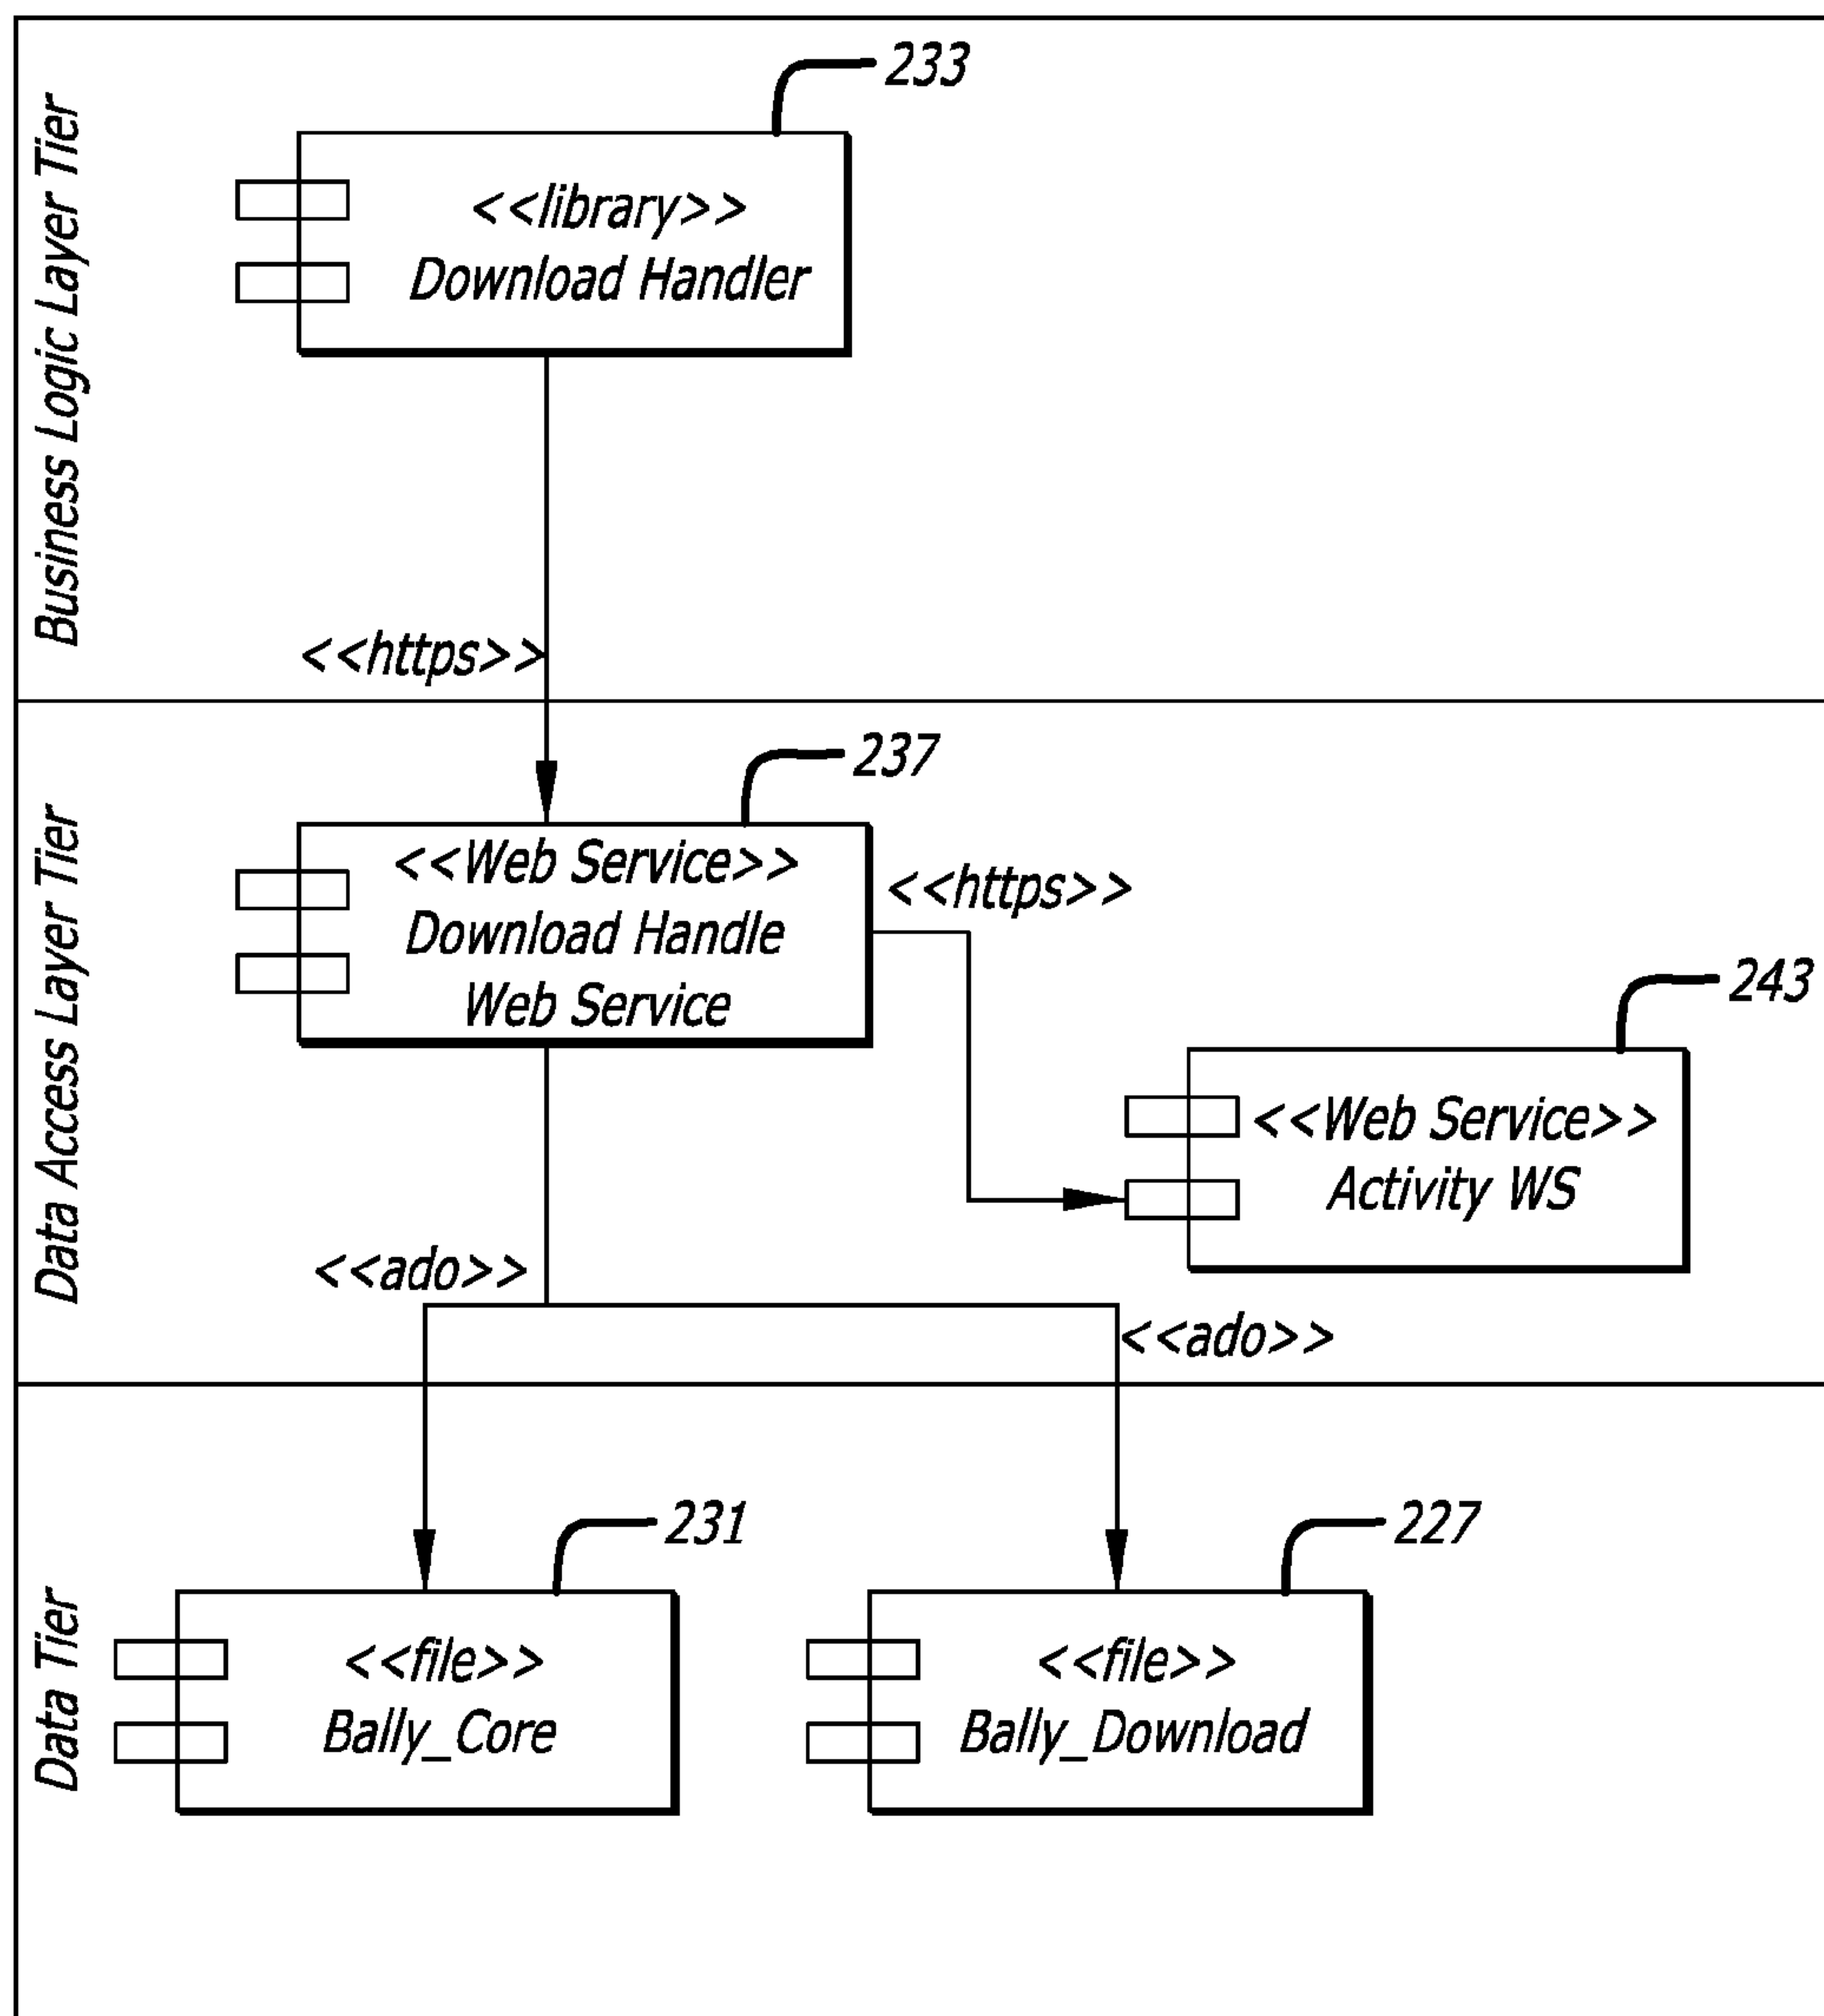 Business Logic Layer Tier
233
<<library>>
Download Handler
<<https>>
Data Access Layer Tier
237
<<Web Service>>
Download Handle
Web Service
<<https>>
243
<<Web Service>>
Activity WS
<<ado>>
<<ado>>
Data Tier
231
<<file>>
Bally_Core
227
<<file>>
Bally_Download